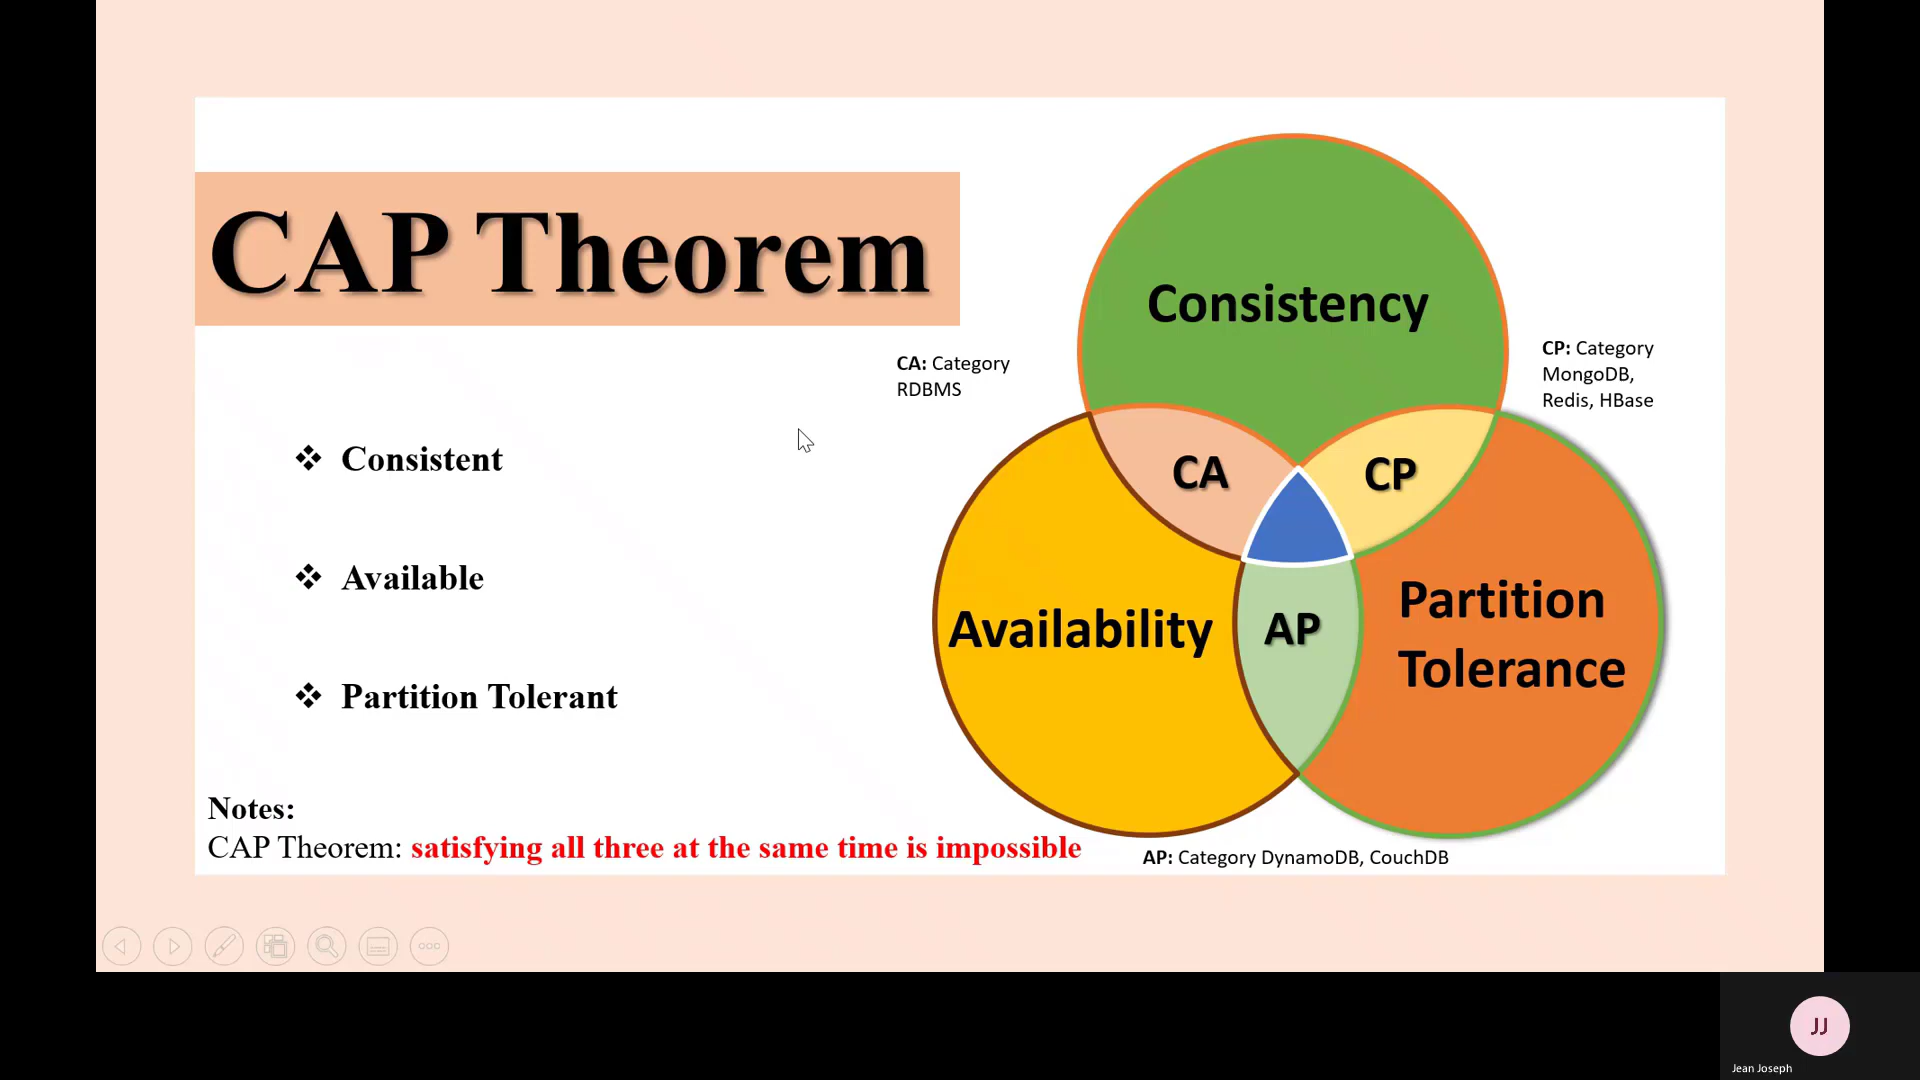 CAP Theorem
❖ Consistent
❖ Available
❖ Partition Tolerant
Notes:
CAP Theorem: satisfying all three at the same time is impossible
Consistency
CA: Category
RDBMS
CP: Category
MongoDB,
Redis, HBase
CA
CP
Availability
AP
Partition
Tolerance
AP: Category DynamoDB, CouchDB
JJ
Jean Joseph